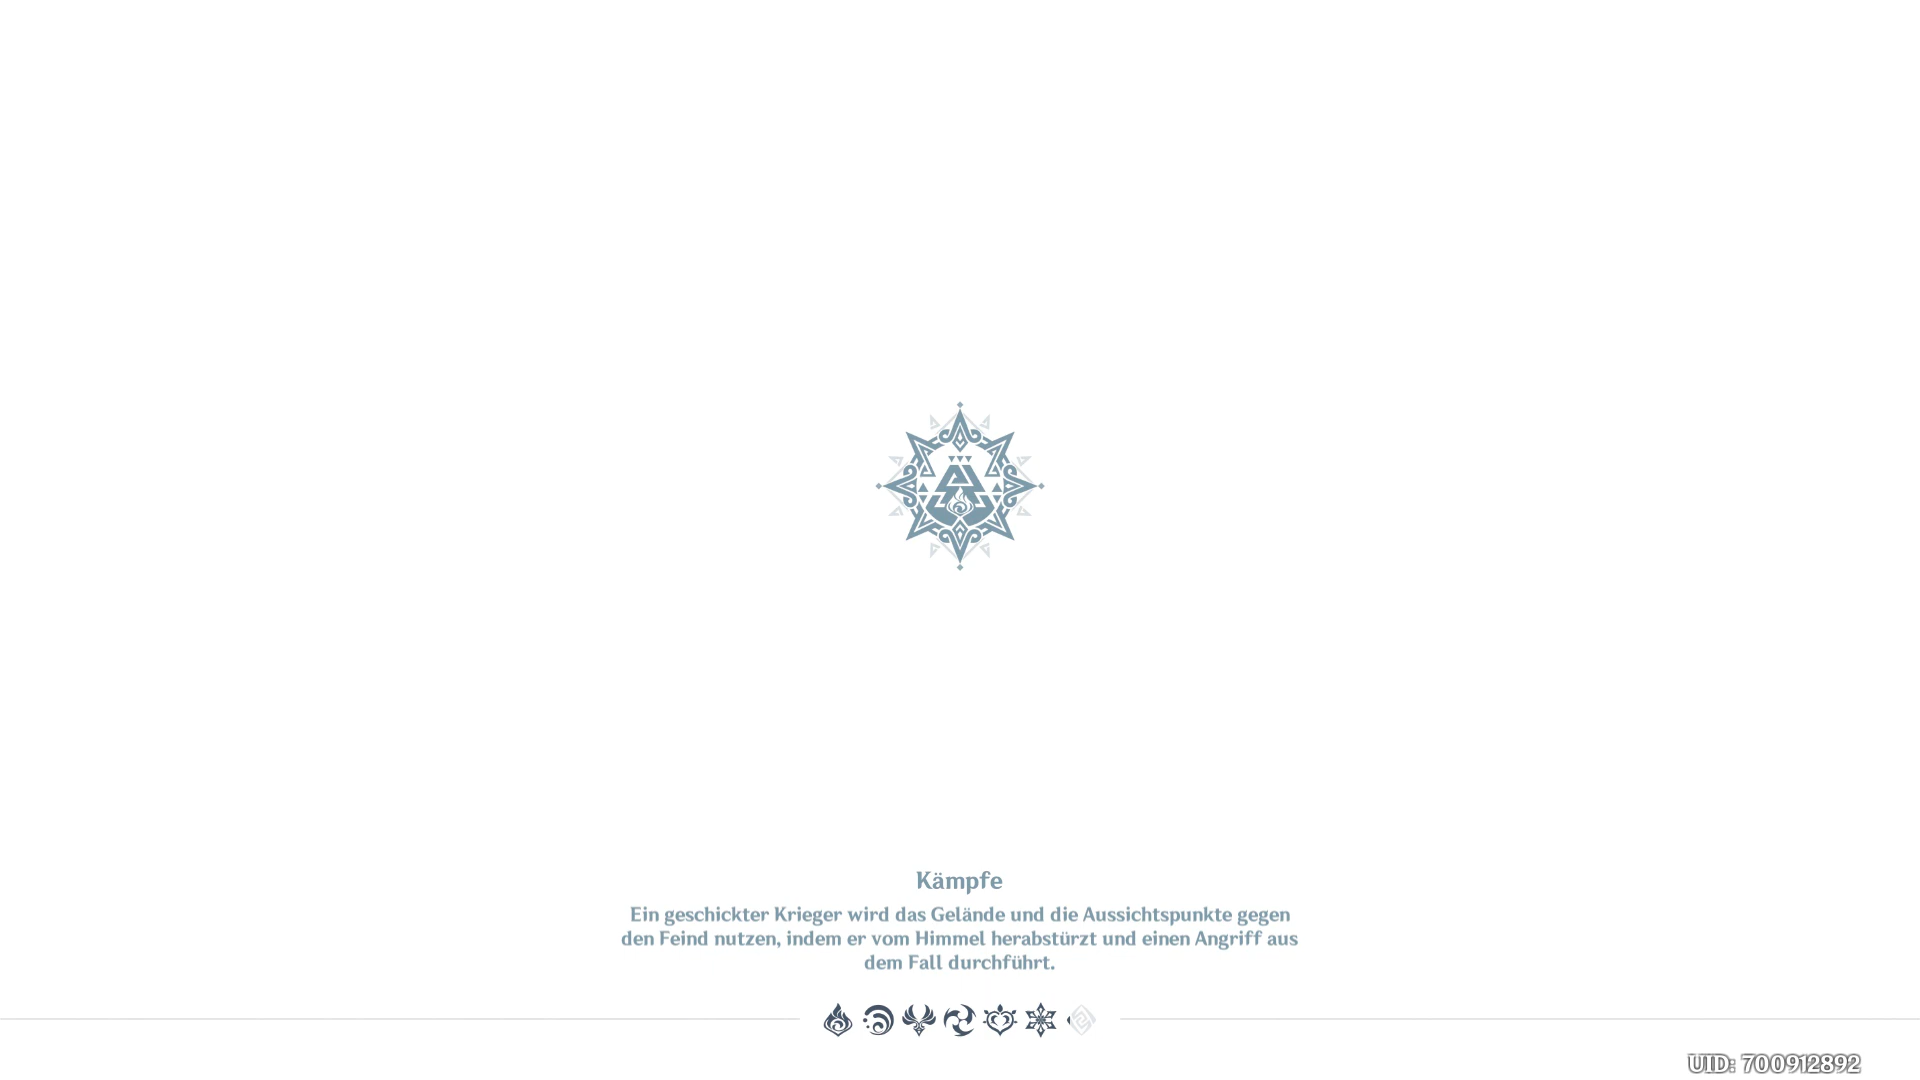 Kämpfe
Ein geschickter Krieger wird das Gelände und die Aussichtspunkte gegen
den Feind nutzen, indem er vom Himmel herabstürzt und einen Angriff aus
dem Fall durchführt.
UID: 700912892